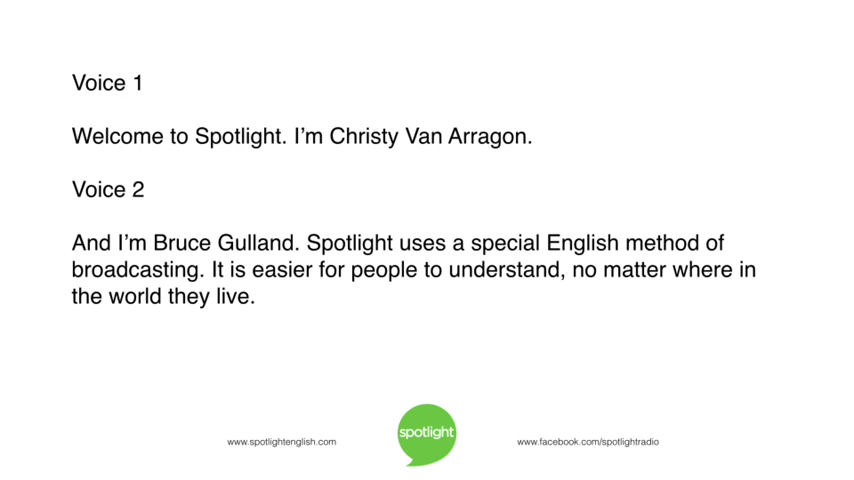 Voice 1
Welcome to Spotlight. I'm Christy Van Arragon.
Voice 2
And I'm Bruce Gulland. Spotlight uses a special English method of
broadcasting. It is easier for people to understand, no matter where in
the world they live.
www.spotlightenglish.com
spotlight
www.facebook.com/spotlightradio